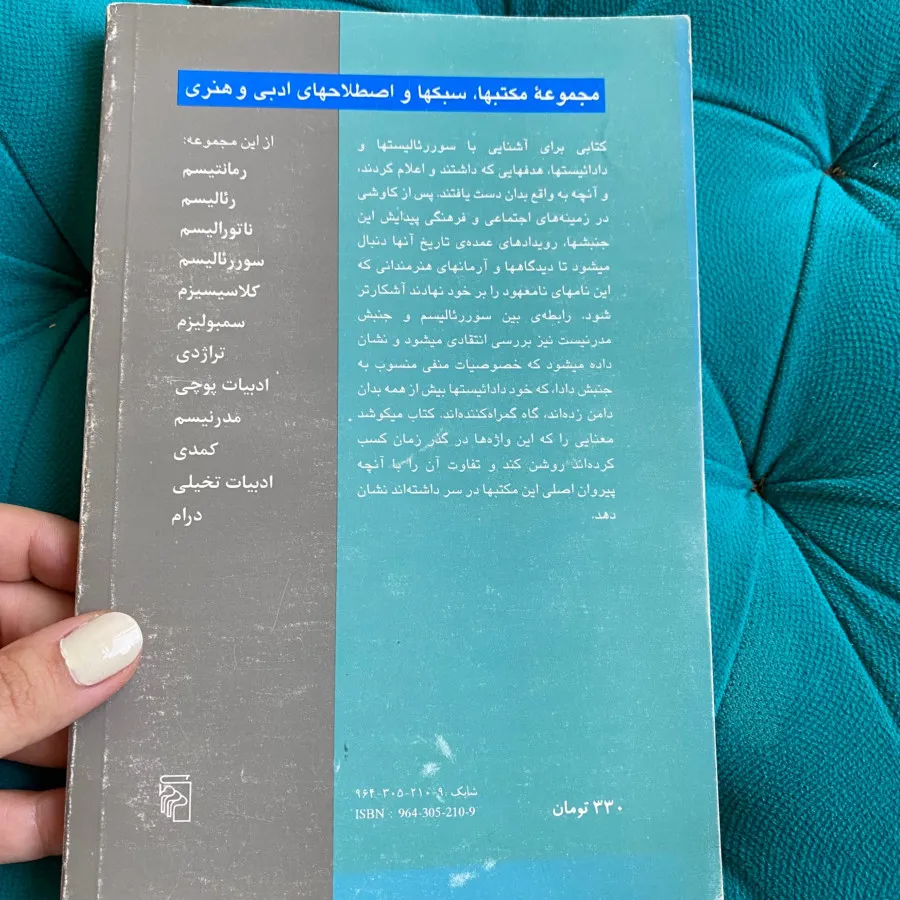 مجموعهٔ مکتبها، سبکها و اصطلاحهای ادبی و هنری
کتابی برای آشنایی با سوررئالیستها و
دادائیستها، هدفهایی که داشتند و اعلام کردند،
و آنچه به واقع بدان دست یافتند. پس از کاوشی
در زمینه‌های اجتماعی و فرهنگی پیدایش این
جنبشها، رویدادهای عمده‌ی تاریخ آنها دنبال
میشود تا دیدگاهها و آرمانهای هنرمندانی که
این نامهای نامعهود را بر خود نهادند آشکارتر
شود. رابطه‌ی بین سوررئالیسم و جنبش
مدرنیست نیز بررسی انتقادی میشود و نشان
داده میشود که خصوصیات منفی منسوب به
جنبش دادا، که خود دادائیستها بیش از همه بدان
دامن زده‌اند، گاه گمراه‌کننده‌اند. کتاب میکوشد
معنایی را که این واژه‌ها در گذر زمان کسب
کرده‌اند روشن کند و تفاوت آن را با آنچه
پیروان اصلی این مکتبها در سر داشته‌اند نشان
دهد.
از این مجموعه:
رمانتیسم
رئالیسم
ناتورالیسم
سوررئالیسم
کلاسیسیزم
سمبولیزم
تراژدی
ادبیات پوچی
مدرنیسم
کمدی
ادبیات تخیلی
درام
شابک: ۹-۲۱۰-۳۰۵-۹۶۴
ISBN : 964-305-210-9
۳۳۰ تومان